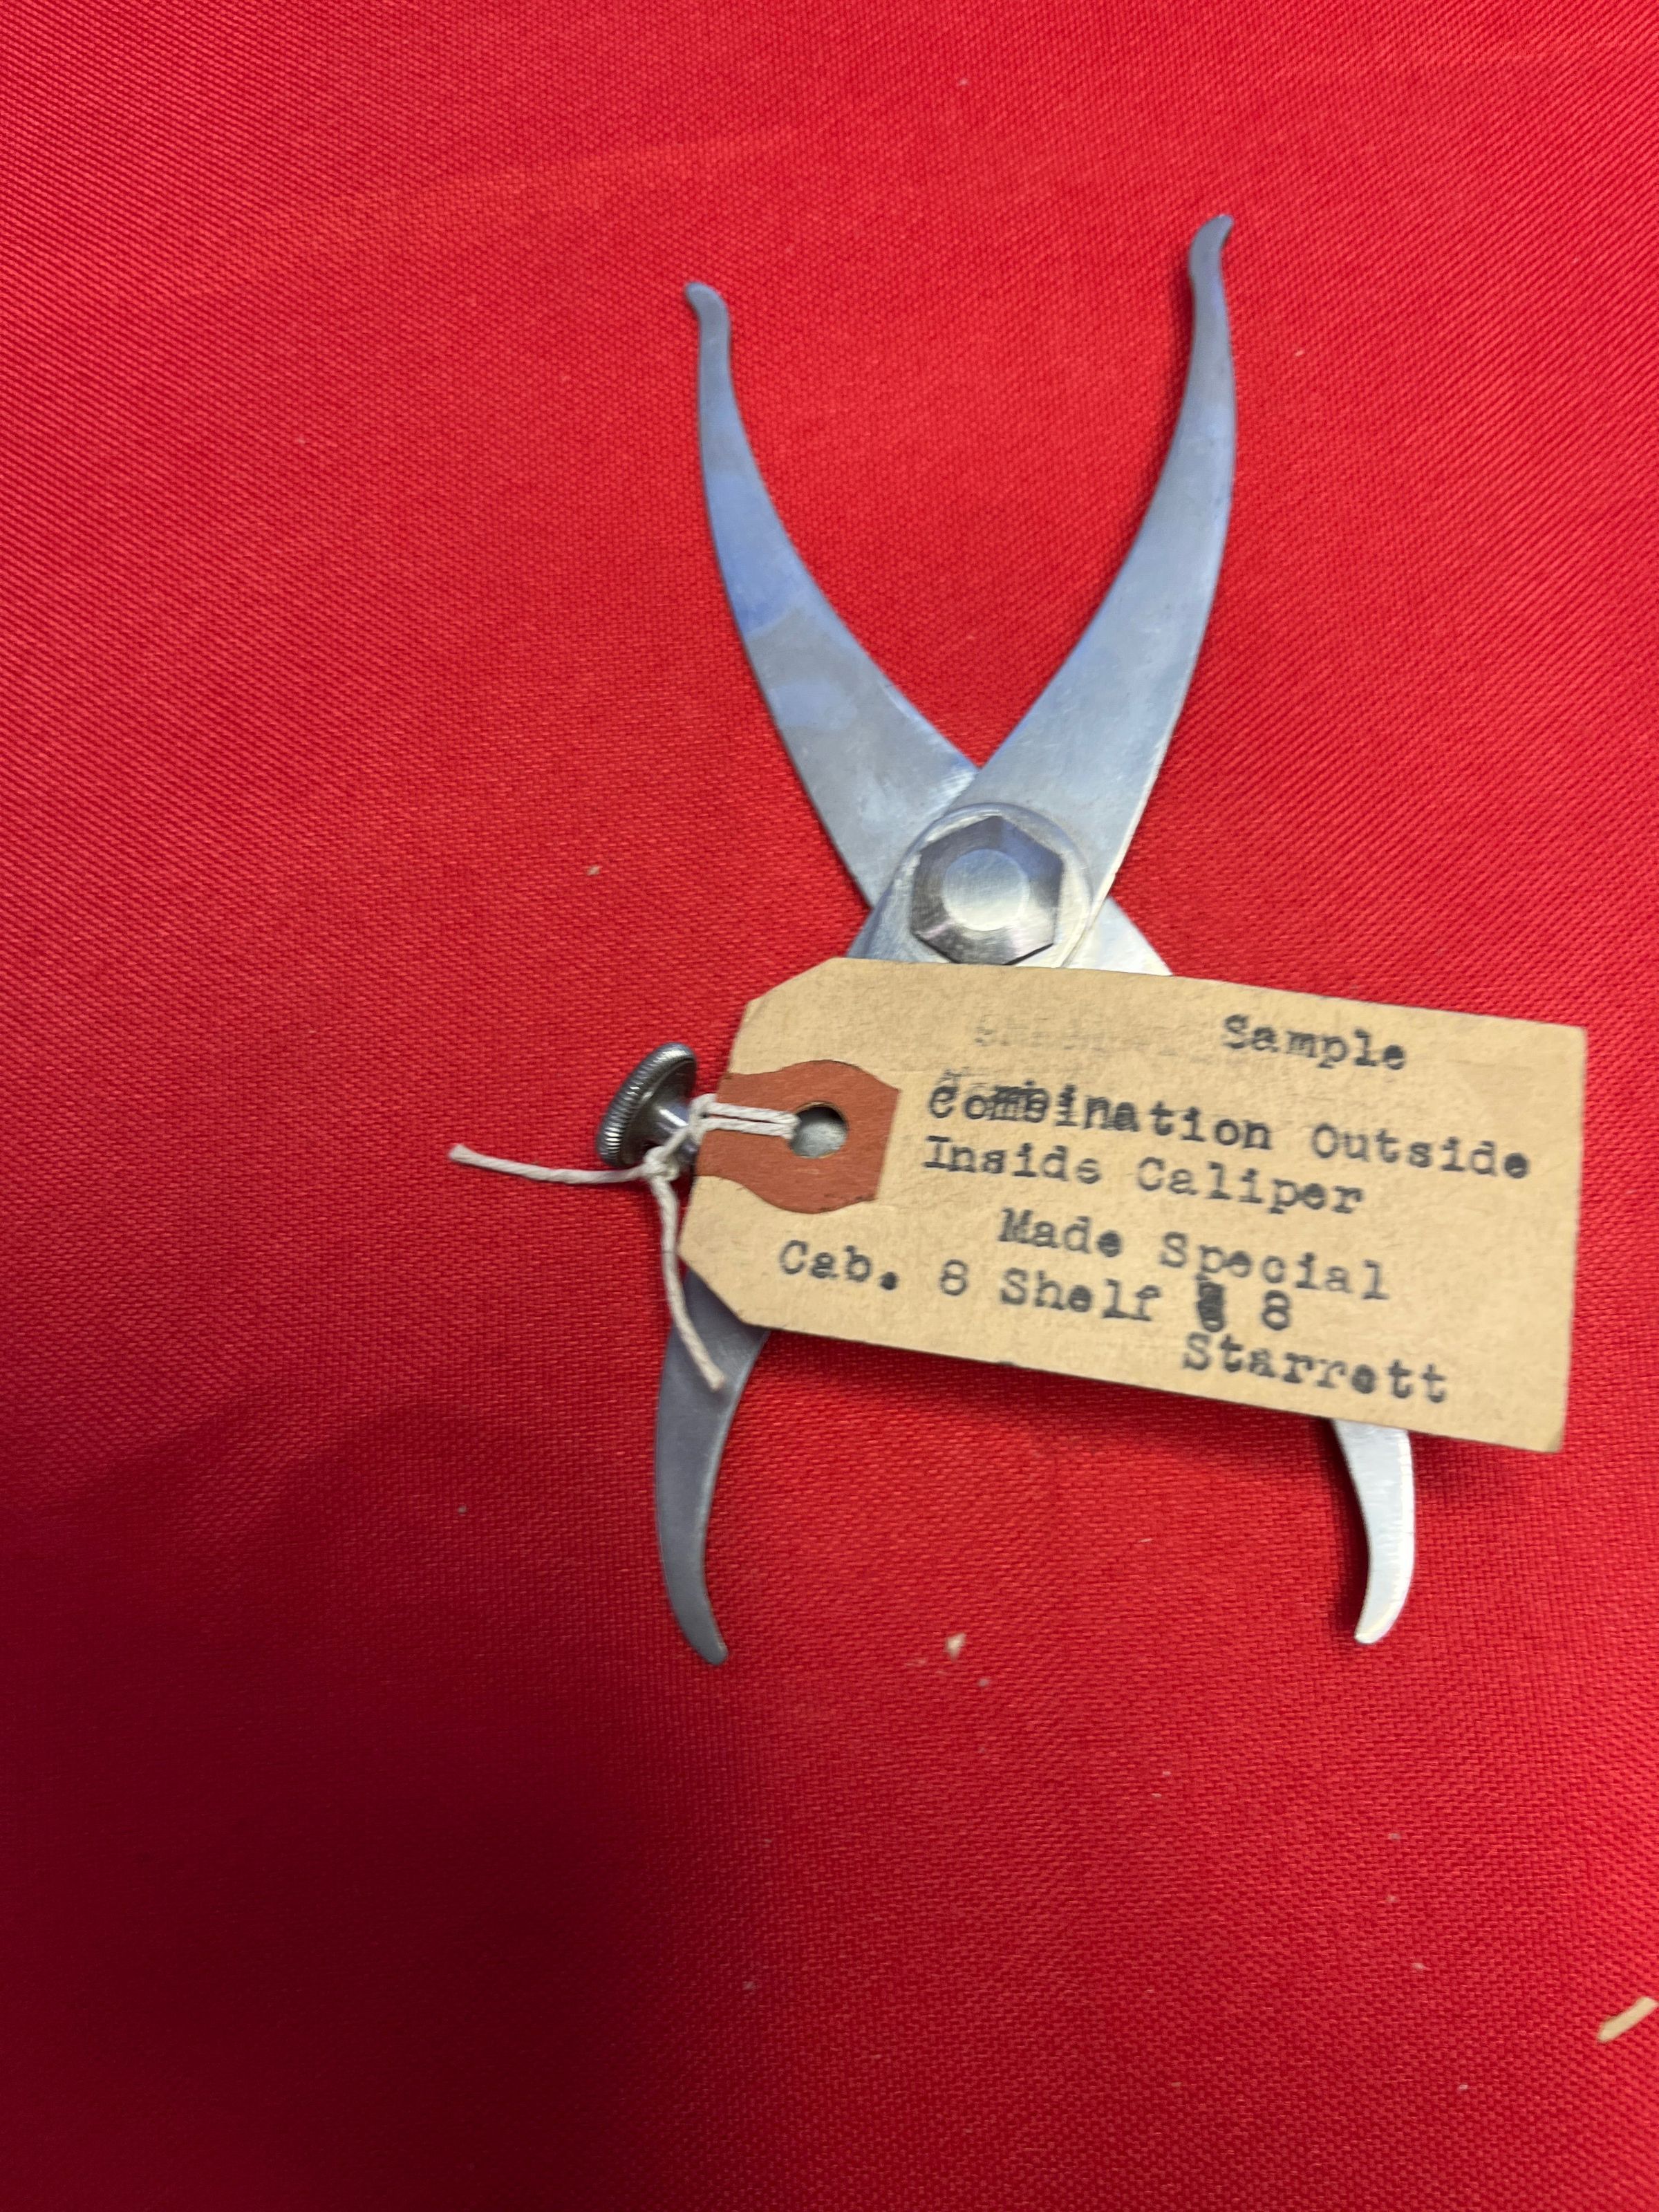 Sample
Combination Outside
Inside Caliper
Made Special
Cab. 8 Shelf 8
Starrett